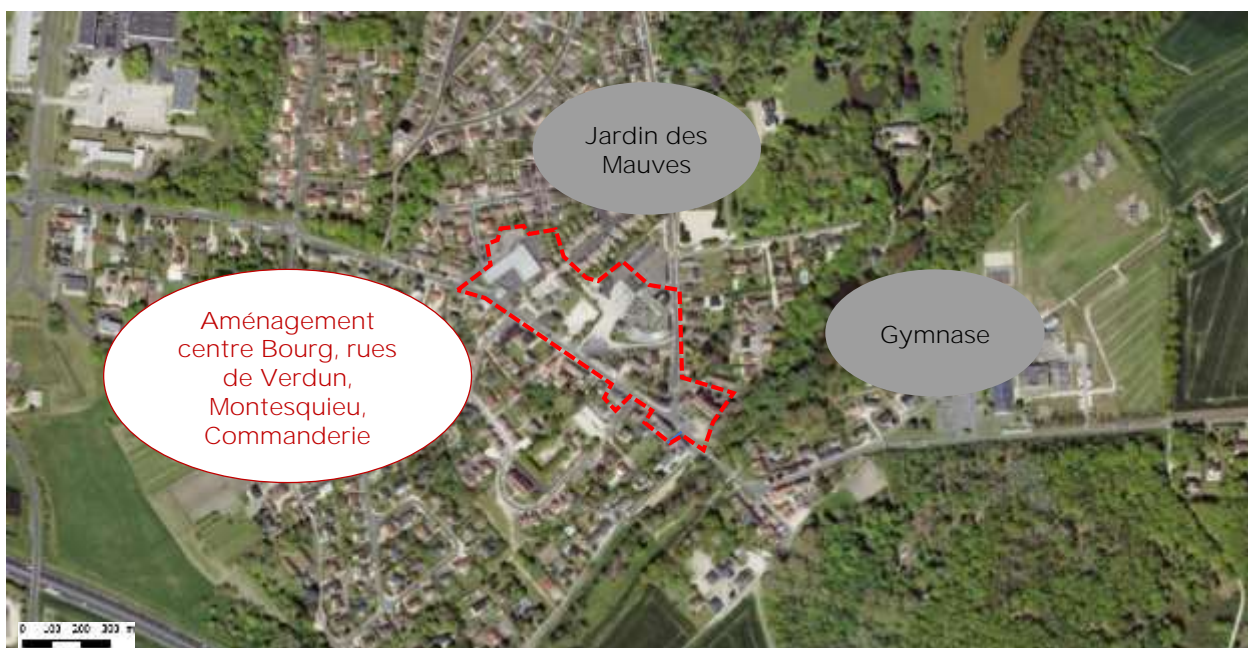 Jardin des
Mauves
Aménagement
centre Bourg, rues
de Verdun,
Montesquieu,
Commanderie
Gymnase
0 100 200 300 m